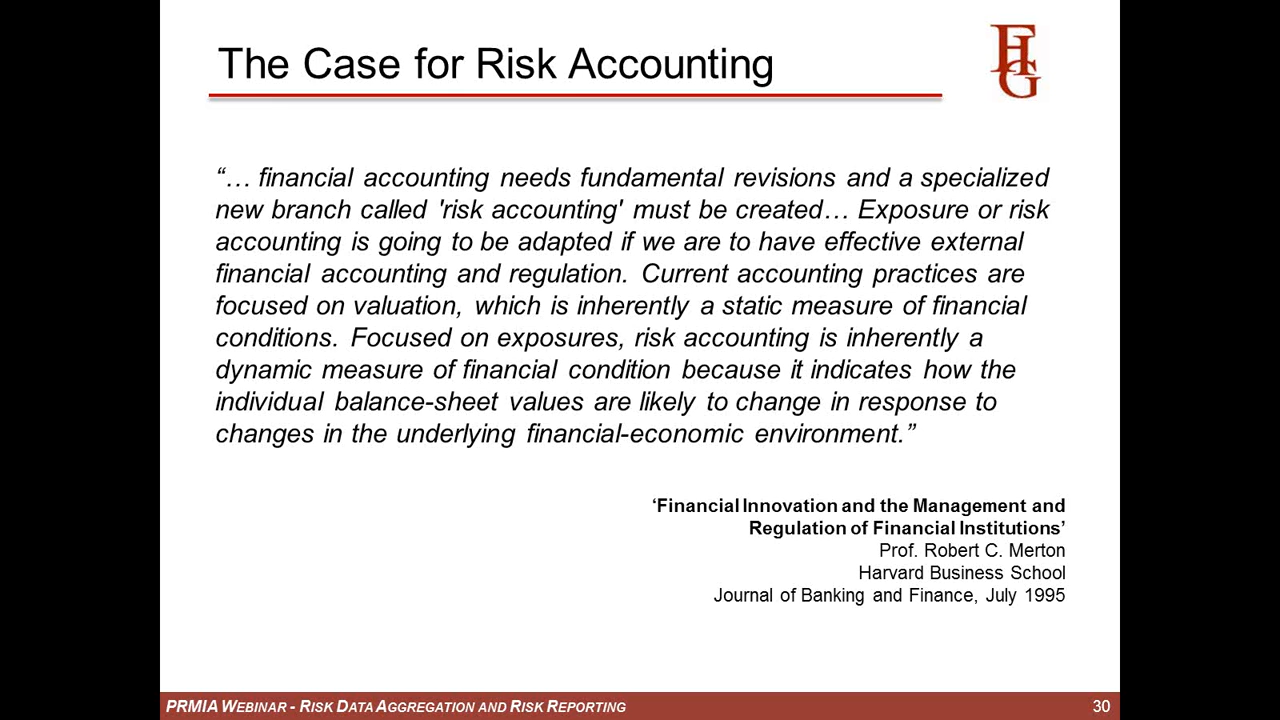 The Case for Risk Accounting
FHG
“… financial accounting needs fundamental revisions and a specialized
new branch called 'risk accounting' must be created… Exposure or risk
accounting is going to be adapted if we are to have effective external
financial accounting and regulation. Current accounting practices are
focused on valuation, which is inherently a static measure of financial
conditions. Focused on exposures, risk accounting is inherently a
dynamic measure of financial condition because it indicates how the
individual balance-sheet values are likely to change in response to
changes in the underlying financial-economic environment.”
‘Financial Innovation and the Management and
Regulation of Financial Institutions’
Prof. Robert C. Merton
Harvard Business School
Journal of Banking and Finance, July 1995
PRMIA WEBINAR - RISK DATA AGGREGATION AND RISK REPORTING 30